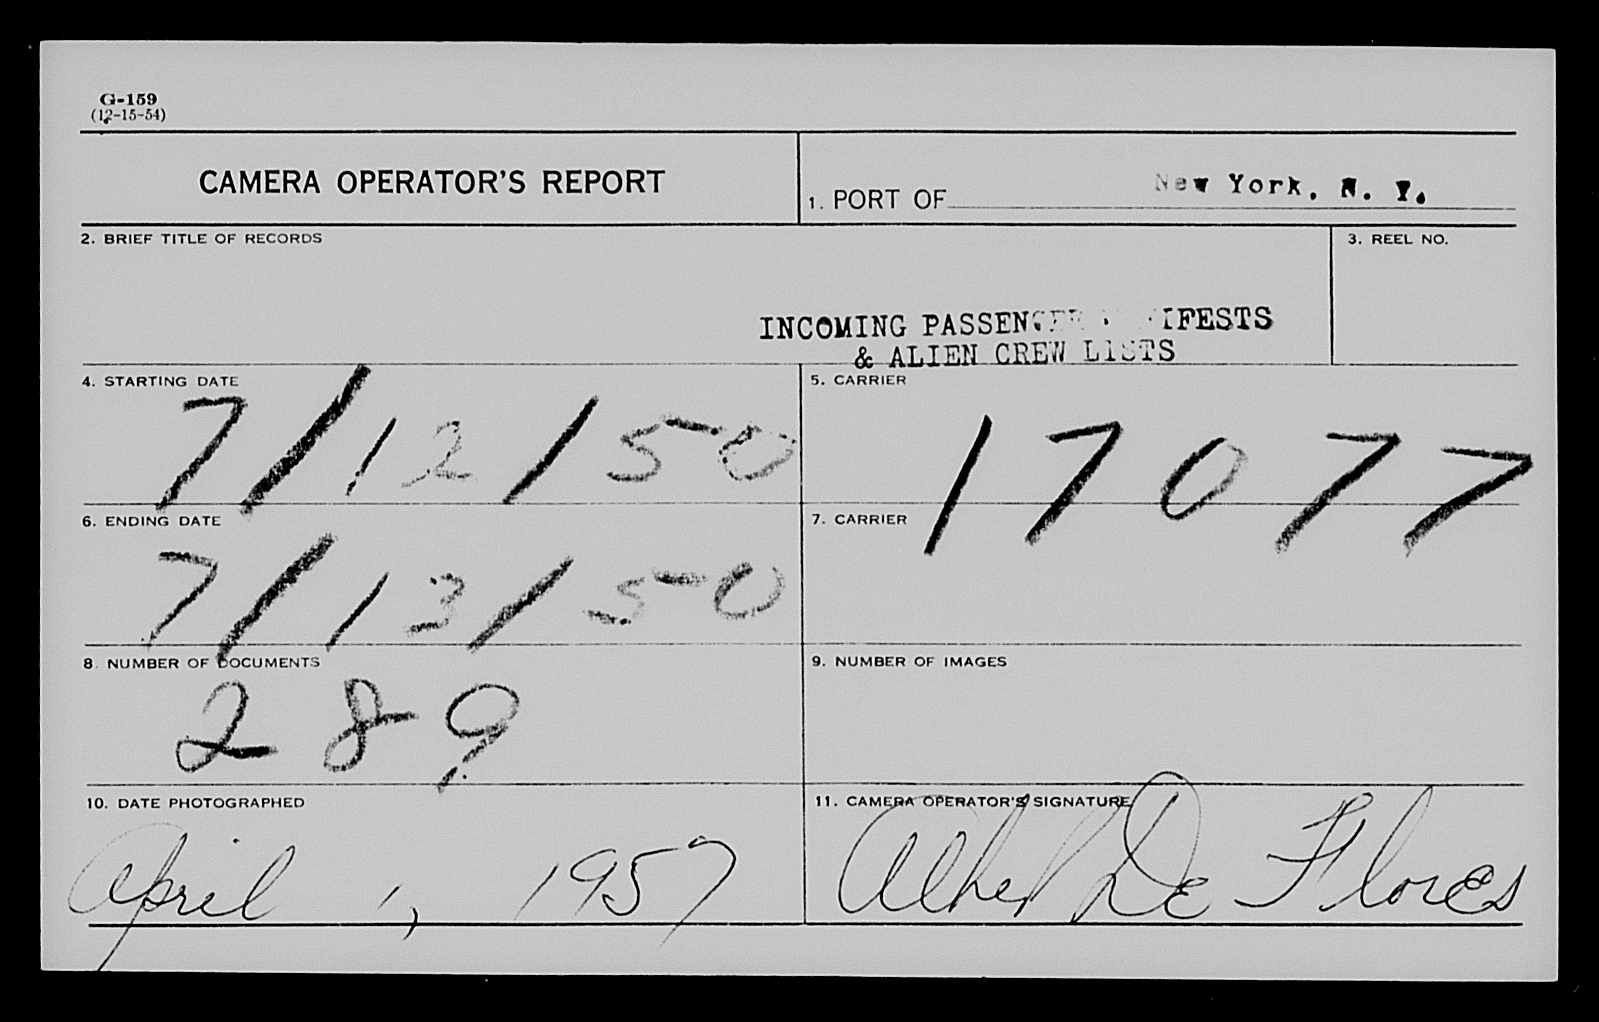 G-159
(12-15-54)
CAMERA OPERATOR'S REPORT
1. PORT OF New York, N. Y.
2. BRIEF TITLE OF RECORDS
3. REEL NO.
INCOMING PASSENGER MANIFESTS
& ALIEN CREW LISTS
4. STARTING DATE
7/12/50
5. CARRIER
17077
6. ENDING DATE
7/13/50
7. CARRIER
8. NUMBER OF DOCUMENTS
289
9. NUMBER OF IMAGES
10. DATE PHOTOGRAPHED
April 1, 1957
11. CAMERA OPERATOR'S SIGNATURE
De Flores